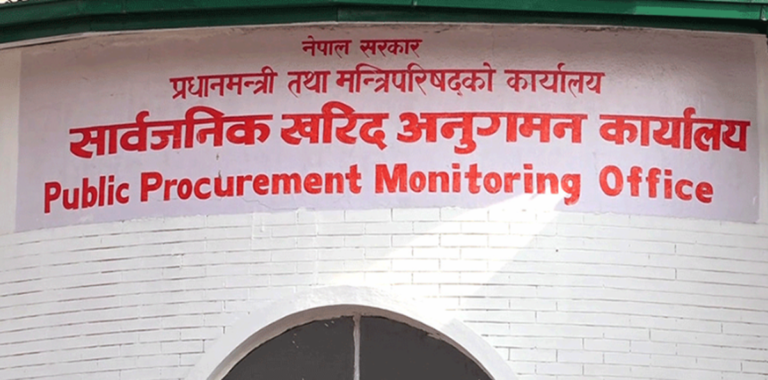 नेपाल सरकार
प्रधानमन्त्री तथा मन्त्रिपरिषद्को कार्यालय
सार्वजनिक खरिद अनुगमन कार्यालय
Public Procurement Monitoring Office